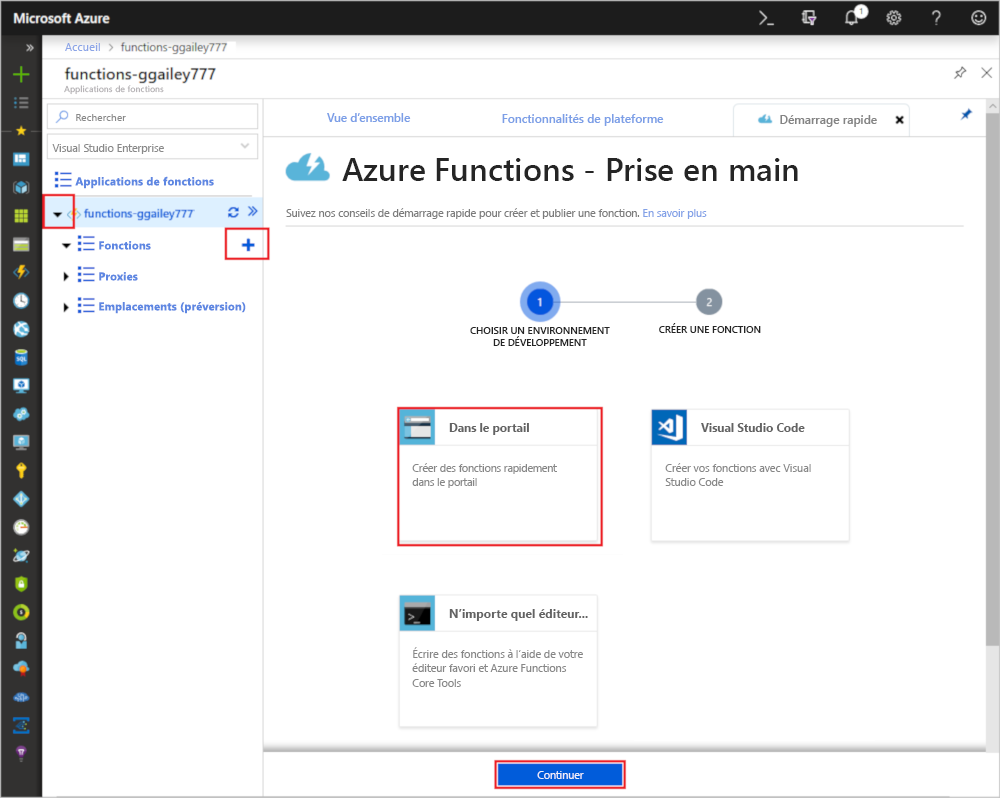 Microsoft Azure
1
Accueil > functions-ggailey777
functions-ggailey777
Applications de fonctions
Rechercher
Visual Studio Enterprise
Applications de fonctions
functions-ggailey777
Fonctions
Proxies
Emplacements (préversion)
Vue d'ensemble
Fonctionnalités de plateforme
Démarrage rapide
Azure Functions - Prise en main
Suivez nos conseils de démarrage rapide pour créer et publier une fonction. En savoir plus
1
CHOISIR UN ENVIRONNEMENT
DE DÉVELOPPEMENT
2
CRÉER UNE FONCTION
Dans le portail
Créer des fonctions rapidement
dans le portail
Visual Studio Code
Créer vos fonctions avec Visual
Studio Code
N'importe quel éditeur...
Écrire des fonctions à l'aide de votre
éditeur favori et Azure Functions
Core Tools
Continuer